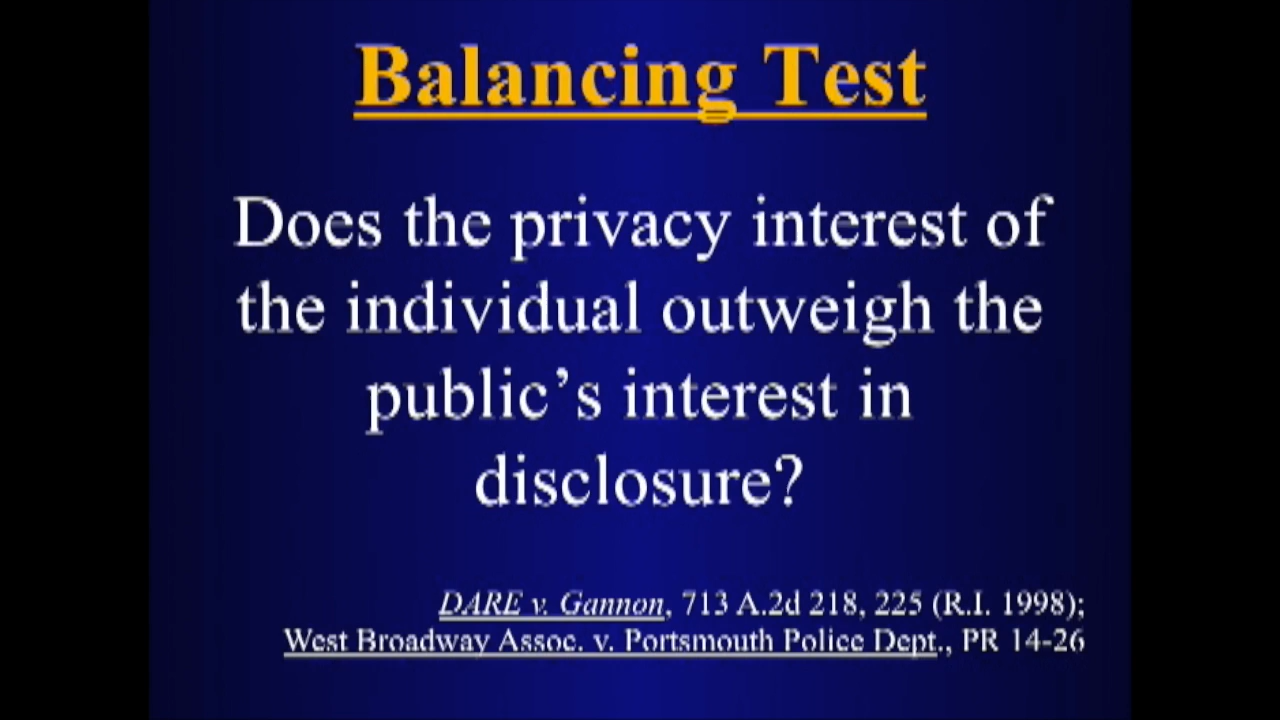 Balancing Test
Does the privacy interest of
the individual outweigh the
public’s interest in
disclosure?
DARE v. Gannon, 713 A.2d 218, 225 (R.I. 1998);
West Broadway Assoc. v. Portsmouth Police Dept., PR 14-26